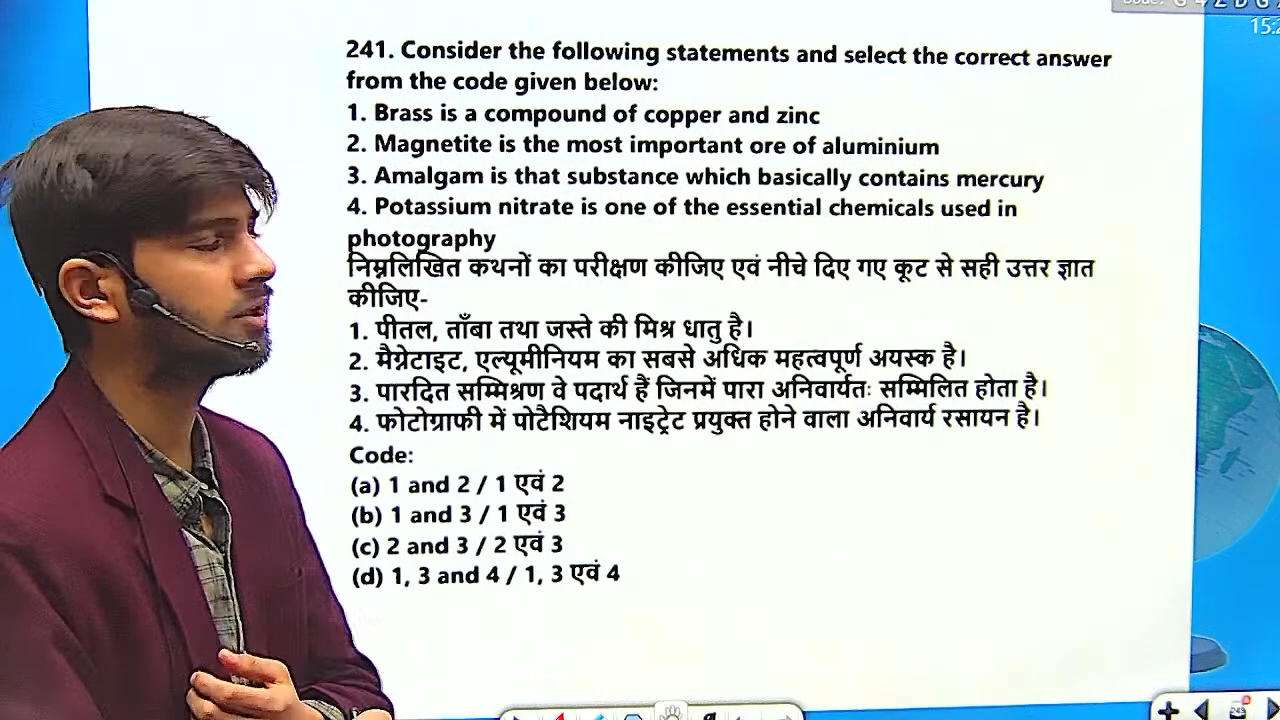 241. Consider the following statements and select the correct answer
from the code given below:
1. Brass is a compound of copper and zinc
2. Magnetite is the most important ore of aluminium
3. Amalgam is that substance which basically contains mercury
4. Potassium nitrate is one of the essential chemicals used in
photography
निम्नलिखित कथनों का परीक्षण कीजिए एवं नीचे दिए गए कूट से सही उत्तर ज्ञात
कीजिए-
1. पीतल, ताँबा तथा जस्ते की मिश्र धातु है।
2. मैग्नेटाइट, एल्यूमीनियम का सबसे अधिक महत्वपूर्ण अयस्क है।
3. पारदित सम्मिश्रण वे पदार्थ हैं जिनमें पारा अनिवार्यतः सम्मिलित होता है।
4. फोटोग्राफी में पोटैशियम नाइट्रेट प्रयुक्त होने वाला अनिवार्य रसायन है।
Code:
(a) 1 and 2 / 1 एवं 2
(b) 1 and 3 / 1 एवं 3
(c) 2 and 3 / 2 एवं 3
(d) 1, 3 and 4 / 1, 3 एवं 4